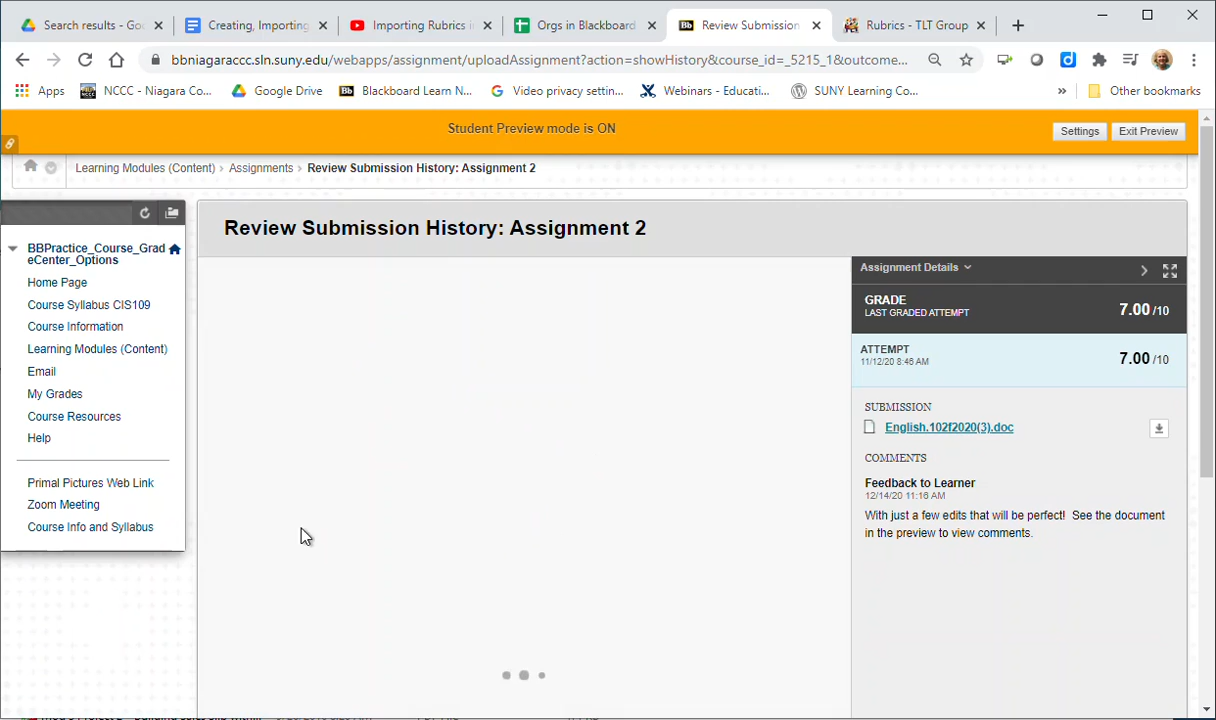 Search results - Goo
Creating, Importing
Importing Rubrics i
Orgs in Blackboard
Bb Review Submission
Rubrics - TLT Group
bbniagaraccc.sln.suny.edu/webapps/assignment/uploadAssignment?action=showHistory&course_id=_5215_1&outcome...
Apps
NCCC - Niagara Co...
Google Drive
Bb Blackboard Learn N...
Video privacy settin...
Webinars - Educati...
SUNY Learning Co...
»
Other bookmarks
Student Preview mode is ON
Settings
Exit Preview
Learning Modules (Content) › Assignments › Review Submission History: Assignment 2
BBPractice_Course_Grad
eCenter_Options
Home Page
Course Syllabus CIS109
Course Information
Learning Modules (Content)
Email
My Grades
Course Resources
Help
Primal Pictures Web Link
Zoom Meeting
Course Info and Syllabus
Review Submission History: Assignment 2
Assignment Details
GRADE
LAST GRADED ATTEMPT
7.00 /10
ATTEMPT
11/12/20 8:46 AM
7.00 /10
SUBMISSION
English.102f2020(3).doc
COMMENTS
Feedback to Learner
12/14/20 11:16 AM
With just a few edits that will be perfect! See the document
in the preview to view comments.